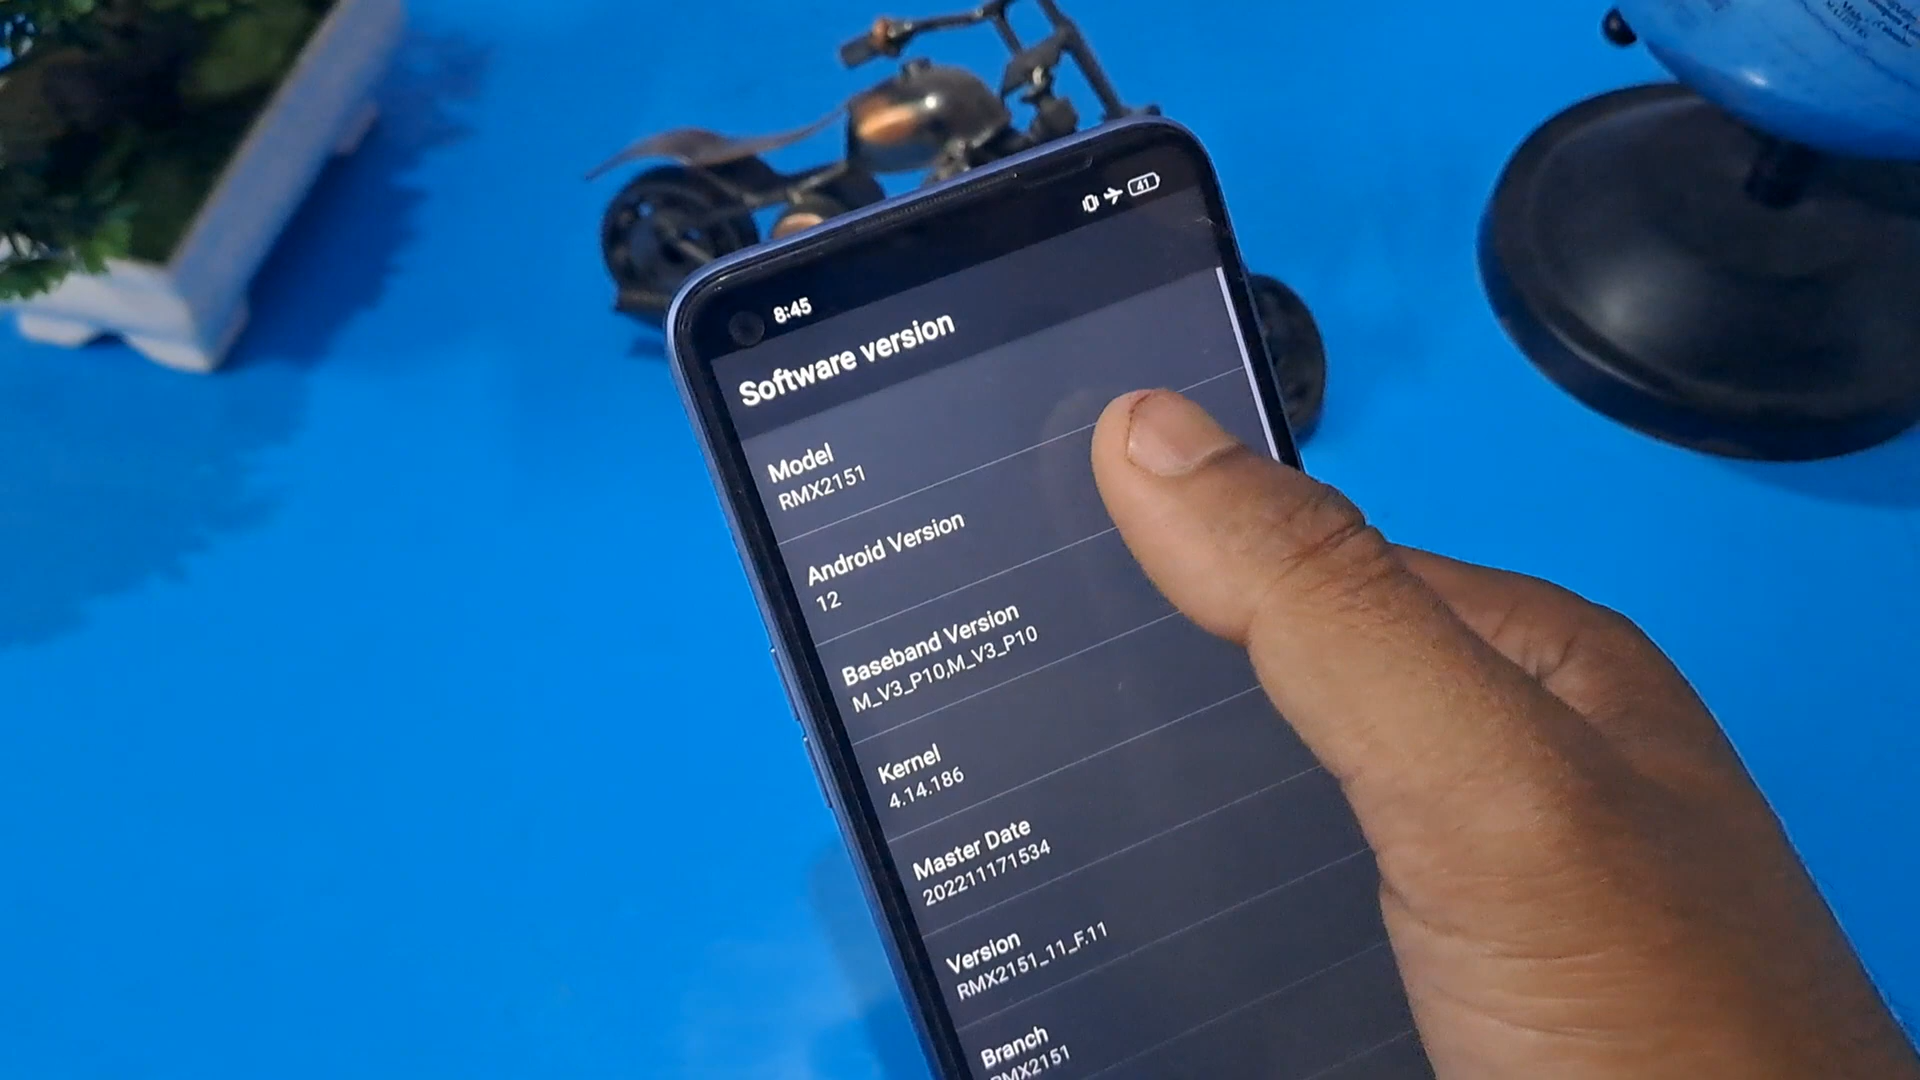 8:45
41
Software version
Model
RMX2151
Android Version
12
Baseband Version
M_V3_P10,M_V3_P10
Kernel
4.14.186
Master Date
202211171534
Version
RMX2151_11_F.11
Branch
RMX2151